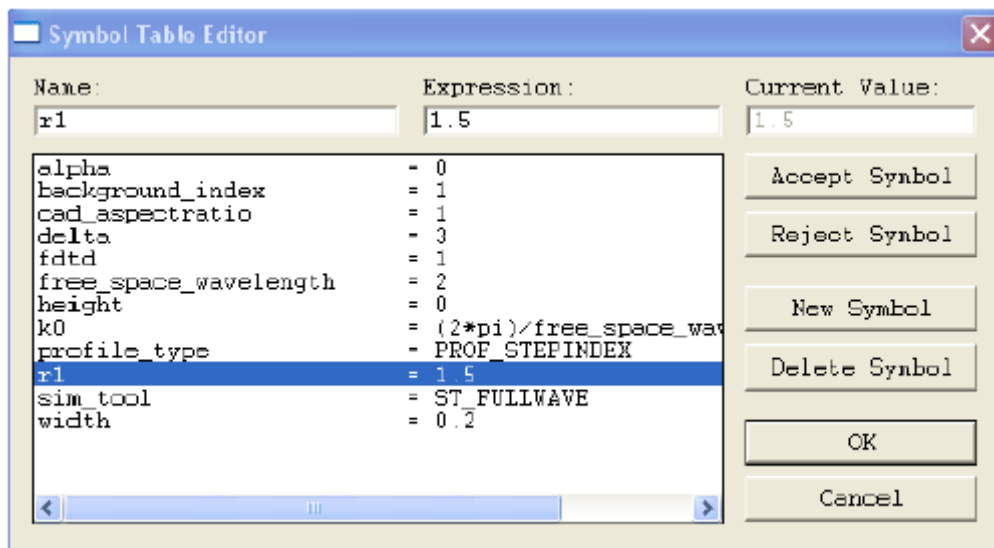 Symbol Table Editor
Name: Expression: Current Value:
r1 1.5 1.5
alpha = 0
background_index = 1
cad_aspectratio = 1
delta = 3
fdtd = 1
free_space_wavelength = 2
height = 0
k0 = (2*pi)/free_space_wav
profile_type = PROF_STEPINDEX
r1 = 1.5
sim_tool = ST_FULLWAVE
width = 0.2
Accept Symbol
Reject Symbol
New Symbol
Delete Symbol
OK
Cancel